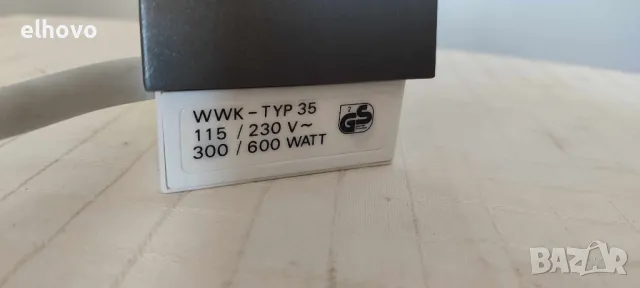 elhovo
WWK - TYP 35
115 / 230 V ~
300 / 600 WATT
GS
BAZAR